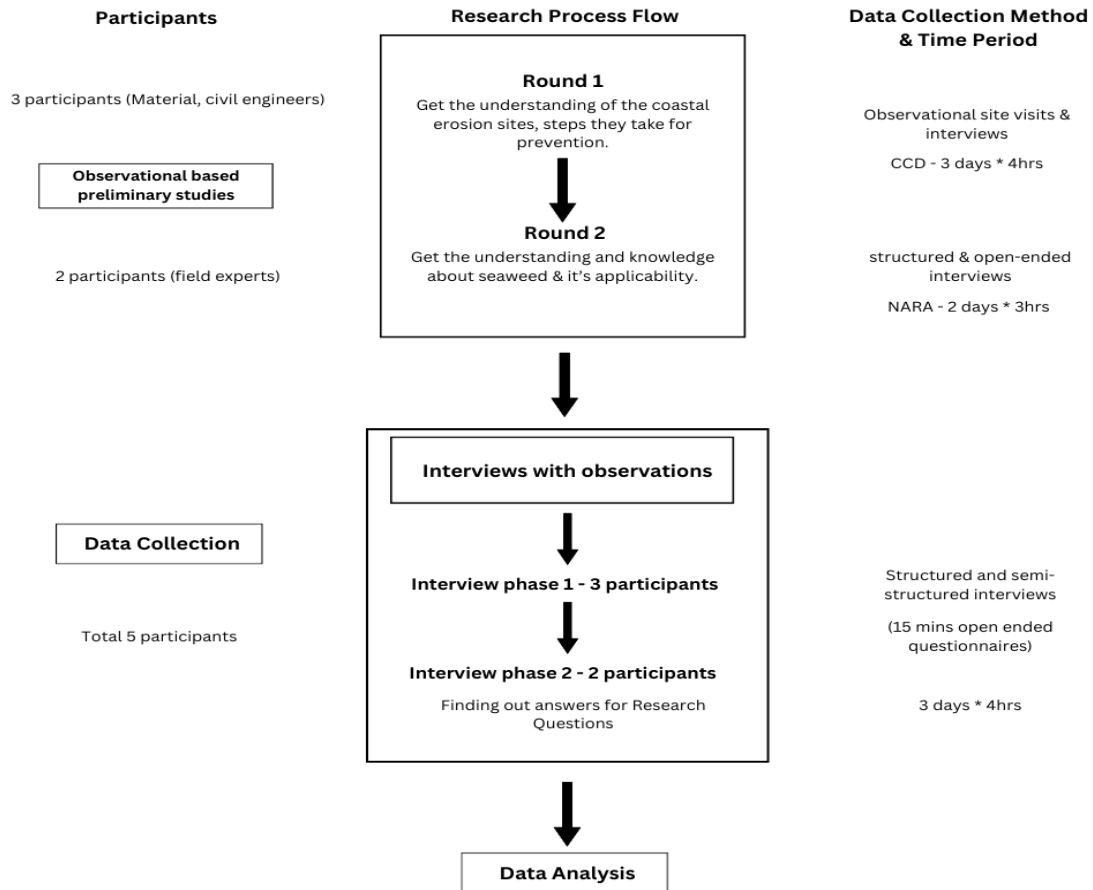 Participants
Research Process Flow
Data Collection Method
& Time Period
3 participants (Material, civil engineers)
Round 1
Get the understanding of the coastal
erosion sites, steps they take for
prevention.
Observational site visits &
interviews
CCD - 3 days * 4hrs
Observational based
preliminary studies
Round 2
Get the understanding and knowledge
about seaweed & it's applicability.
2 participants (field experts)
structured & open-ended
interviews
NARA - 2 days * 3hrs
Interviews with observations
Data Collection
Interview phase 1 - 3 participants
Structured and semi-
structured interviews
(15 mins open ended
questionnaires)
Total 5 participants
Interview phase 2 - 2 participants
Finding out answers for Research
Questions
3 days * 4hrs
Data Analysis